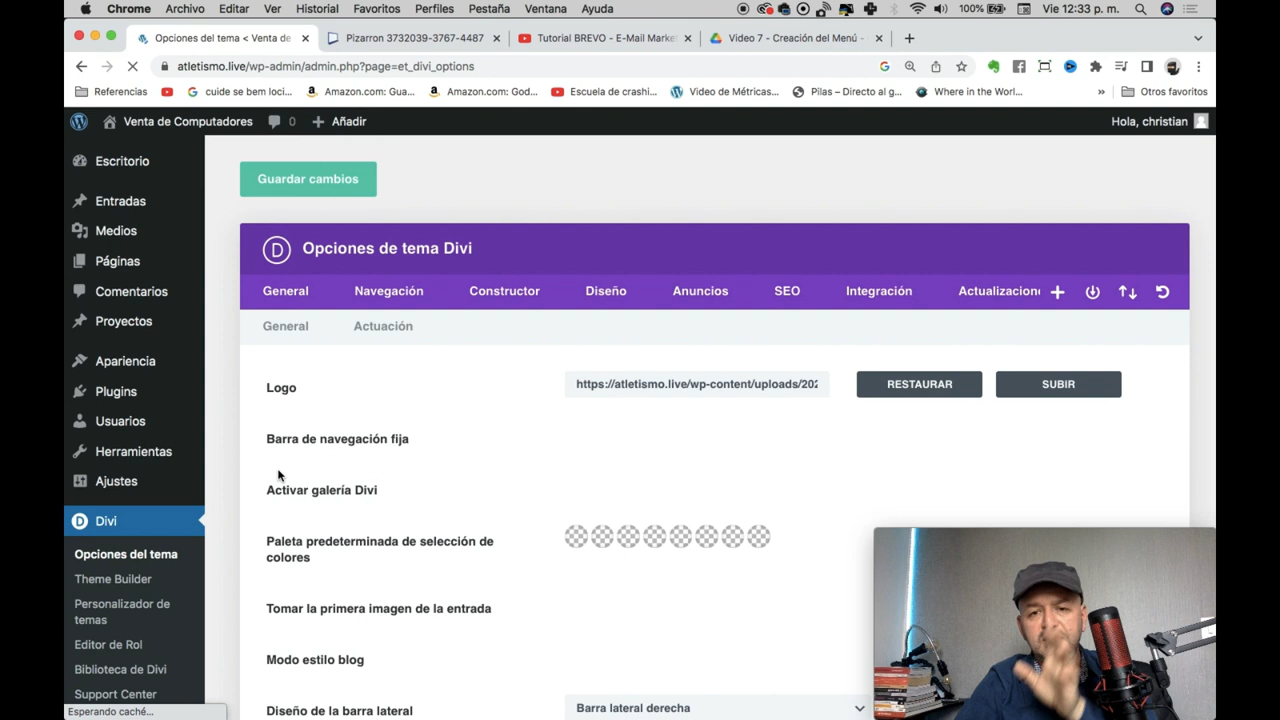 Chrome Archivo Editar Ver Historial Favoritos Perfiles Pestaña Ventana Ayuda 100% Vie 12:33 p. m.
Opciones del tema < Venta de Pizarron 3732039-3767-4487 Tutorial BREVO - E-Mail Marke Video 7 - Creación del Menú -
atletismo.live/wp-admin/admin.php?page=et_divi_options
Referencias cuide se bem loci... Amazon.com: Gua... Amazon.com: God... Escuela de crashi... Video de Métricas... Pilas – Directo al g... Where in the Worl... » Otros favoritos
Venta de Computadores 0 Añadir Hola, christian
Escritorio
Entradas
Medios
Páginas
Comentarios
Proyectos
Apariencia
Plugins
Usuarios
Herramientas
Ajustes
Divi
Opciones del tema
Theme Builder
Personalizador de
temas
Editor de Rol
Biblioteca de Divi
Support Center
Esperando caché...
Guardar cambios
D Opciones de tema Divi
General Navegación Constructor Diseño Anuncios SEO Integración Actualizacion
General Actuación
Logo https://atletismo.live/wp-content/uploads/202 RESTAURAR SUBIR
Barra de navegación fija
Activar galería Divi
Paleta predeterminada de selección de
colores
Tomar la primera imagen de la entrada
Modo estilo blog
Diseño de la barra lateral Barra lateral derecha